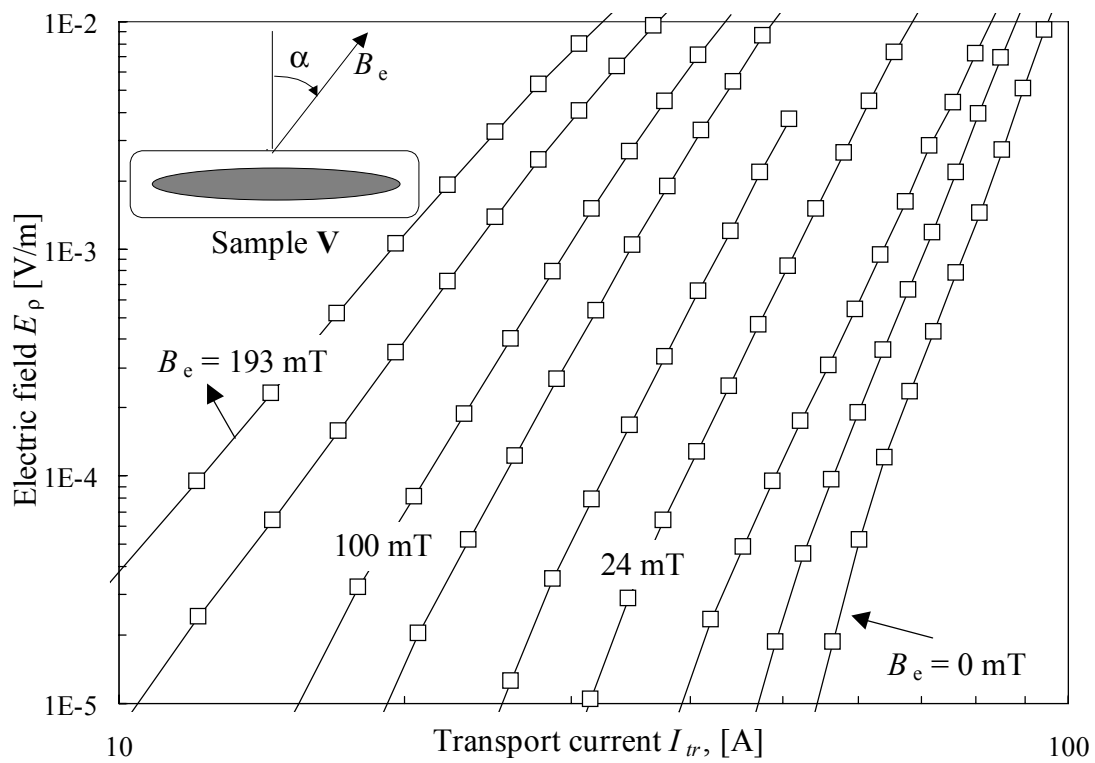 1E-2
α
B e
Sample V
1E-3
Electric field E ρ [V/m]
B e = 193 mT
1E-4
100 mT
24 mT
B e = 0 mT
1E-5
10
Transport current I tr, [A]
100